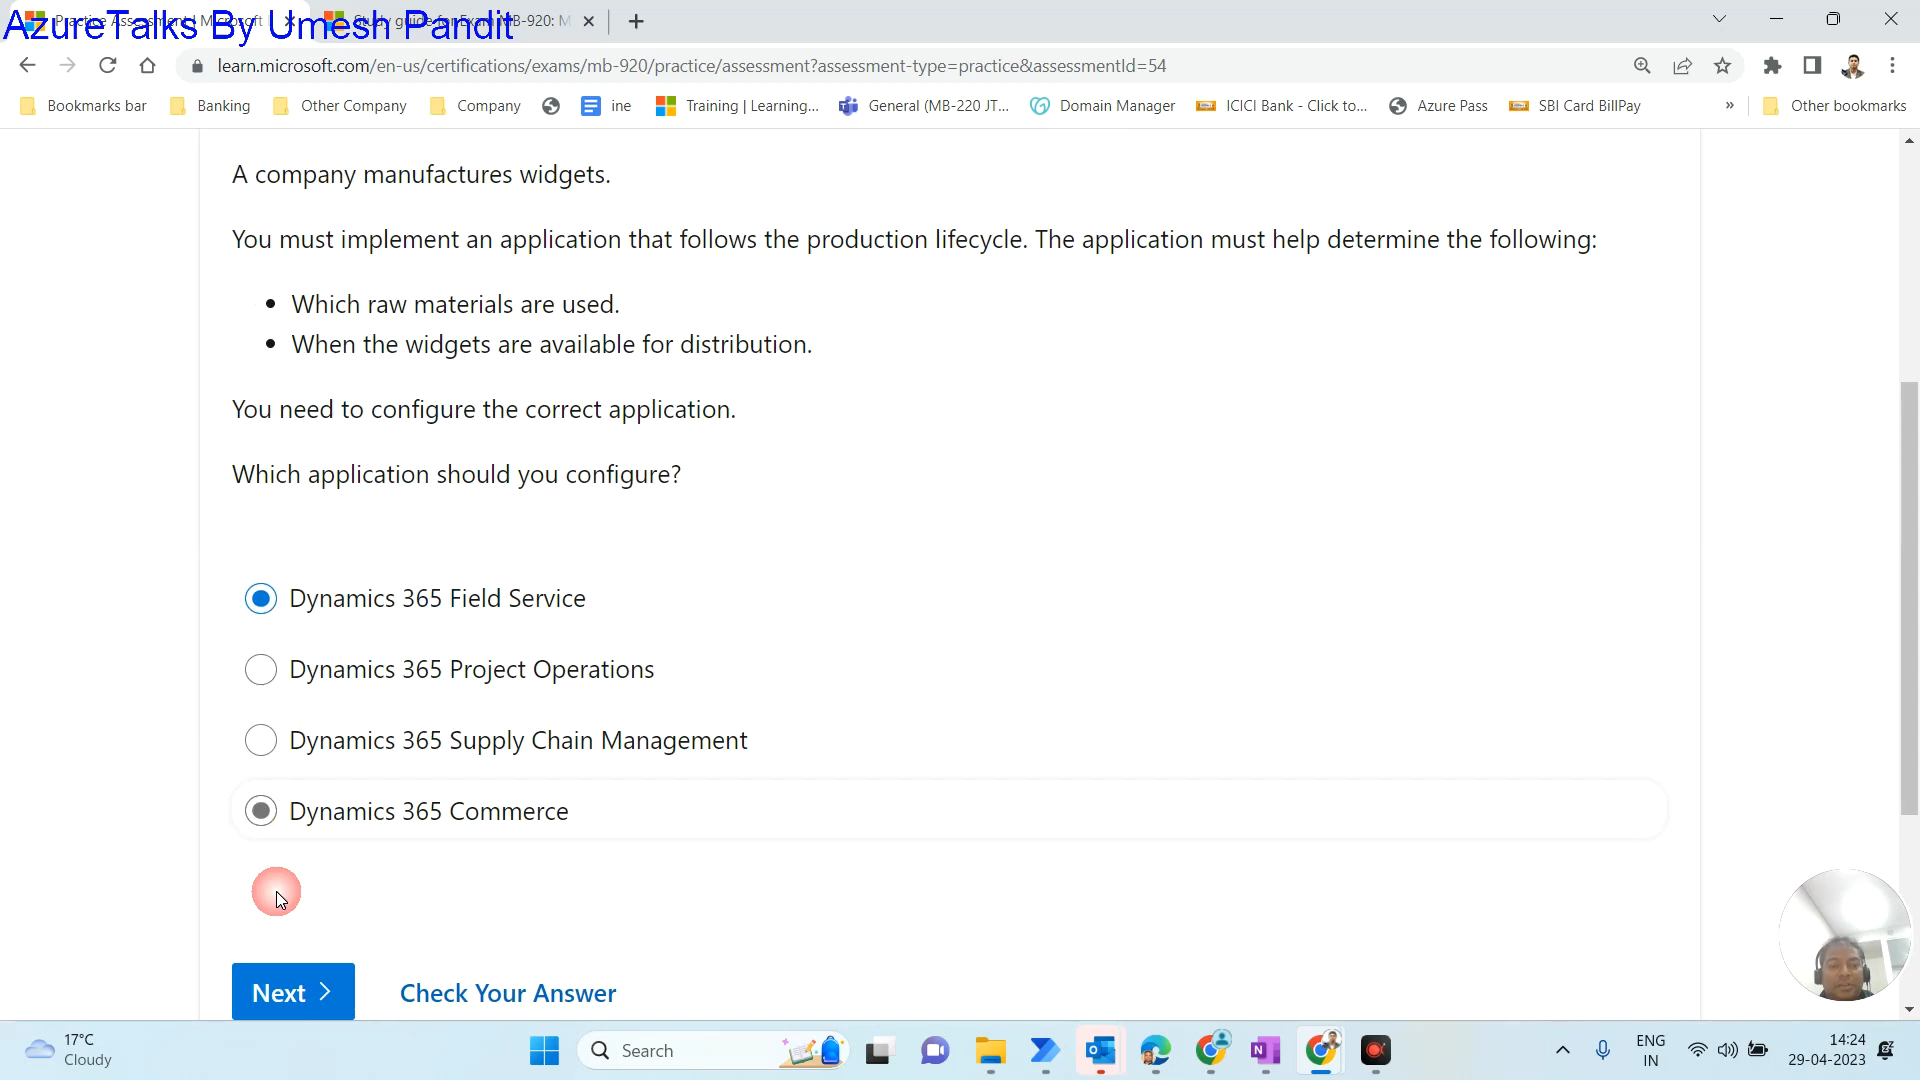 AzureTalks By Umesh Pandit
learn.microsoft.com/en-us/certifications/exams/mb-920/practice/assessment?assessment-type=practice&assessmentId=54
Bookmarks bar
Banking
Other Company
Company
ine
Training | Learning...
General (MB-220 JT...
Domain Manager
ICICI Bank - Click to...
Azure Pass
SBI Card BillPay
»
Other bookmarks
A company manufactures widgets.
You must implement an application that follows the production lifecycle. The application must help determine the following:
• Which raw materials are used.
• When the widgets are available for distribution.
You need to configure the correct application.
Which application should you configure?
Dynamics 365 Field Service
Dynamics 365 Project Operations
Dynamics 365 Supply Chain Management
Dynamics 365 Commerce
Next
Check Your Answer
17°C
Cloudy
Search
ENG
IN
14:24
29-04-2023